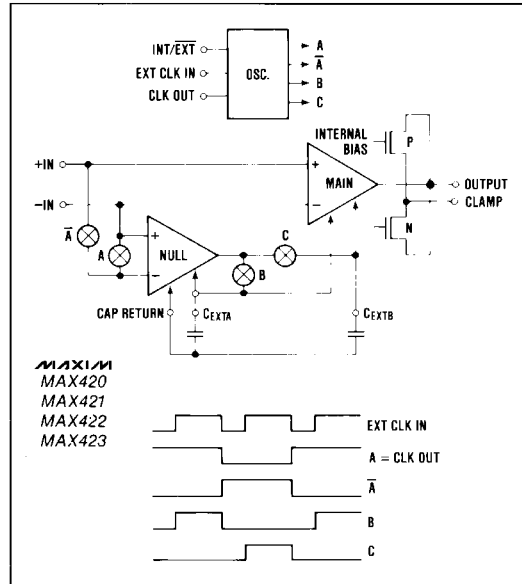 INT/EXT
EXT CLK IN
CLK OUT
OSC.
A
A
B
C
INTERNAL
BIAS
P
+IN
+
MAIN
OUTPUT
−IN
−
CLAMP
N
A
A
+
NULL
−
C
B
CAP RETURN
CEXTA
CEXTB
MAXIM
MAX420
MAX421
MAX422
MAX423
EXT CLK IN
A = CLK OUT
A
B
C